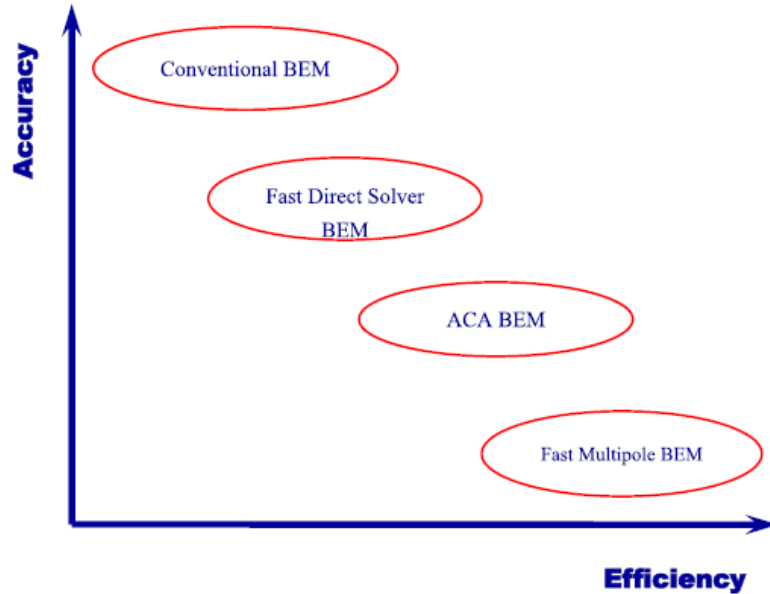 Accuracy
Conventional BEM
Fast Direct Solver
BEM
ACA BEM
Fast Multipole BEM
Efficiency